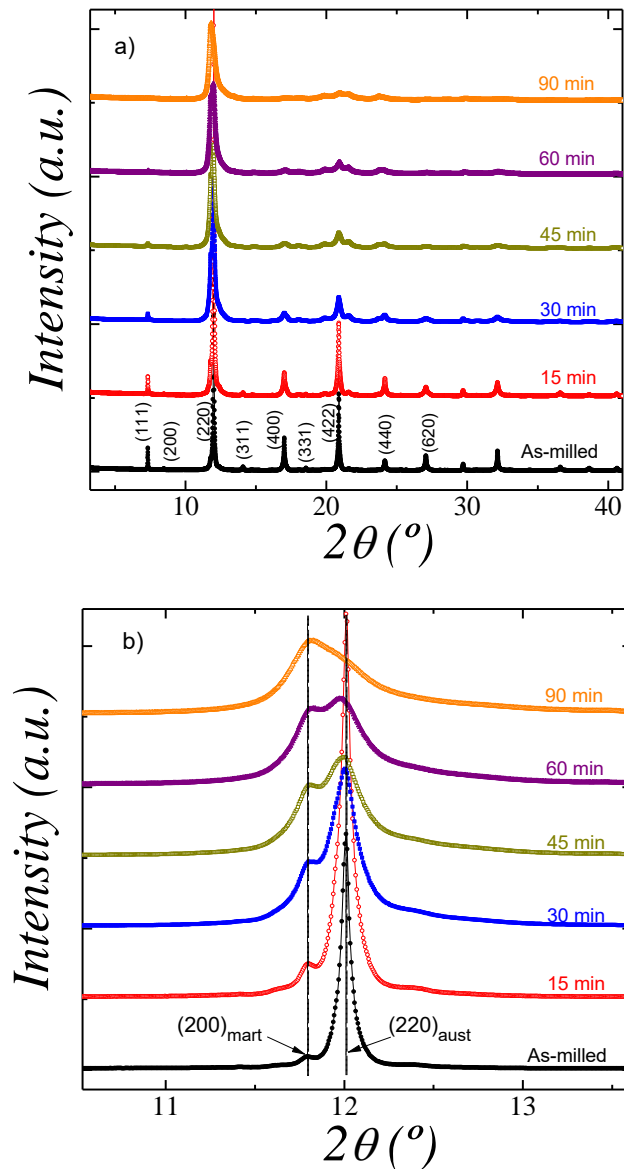 a)
90 min
60 min
45 min
30 min
15 min
As-milled
(111)
(200)
(220)
(311)
(400)
(331)
(422)
(440)
(620)
Intensity (a.u.)
10 20 30 40
2θ (º)
b)
90 min
60 min
45 min
30 min
15 min
(200)mart (220)aust
As-milled
Intensity (a.u.)
11 12 13
2θ (º)